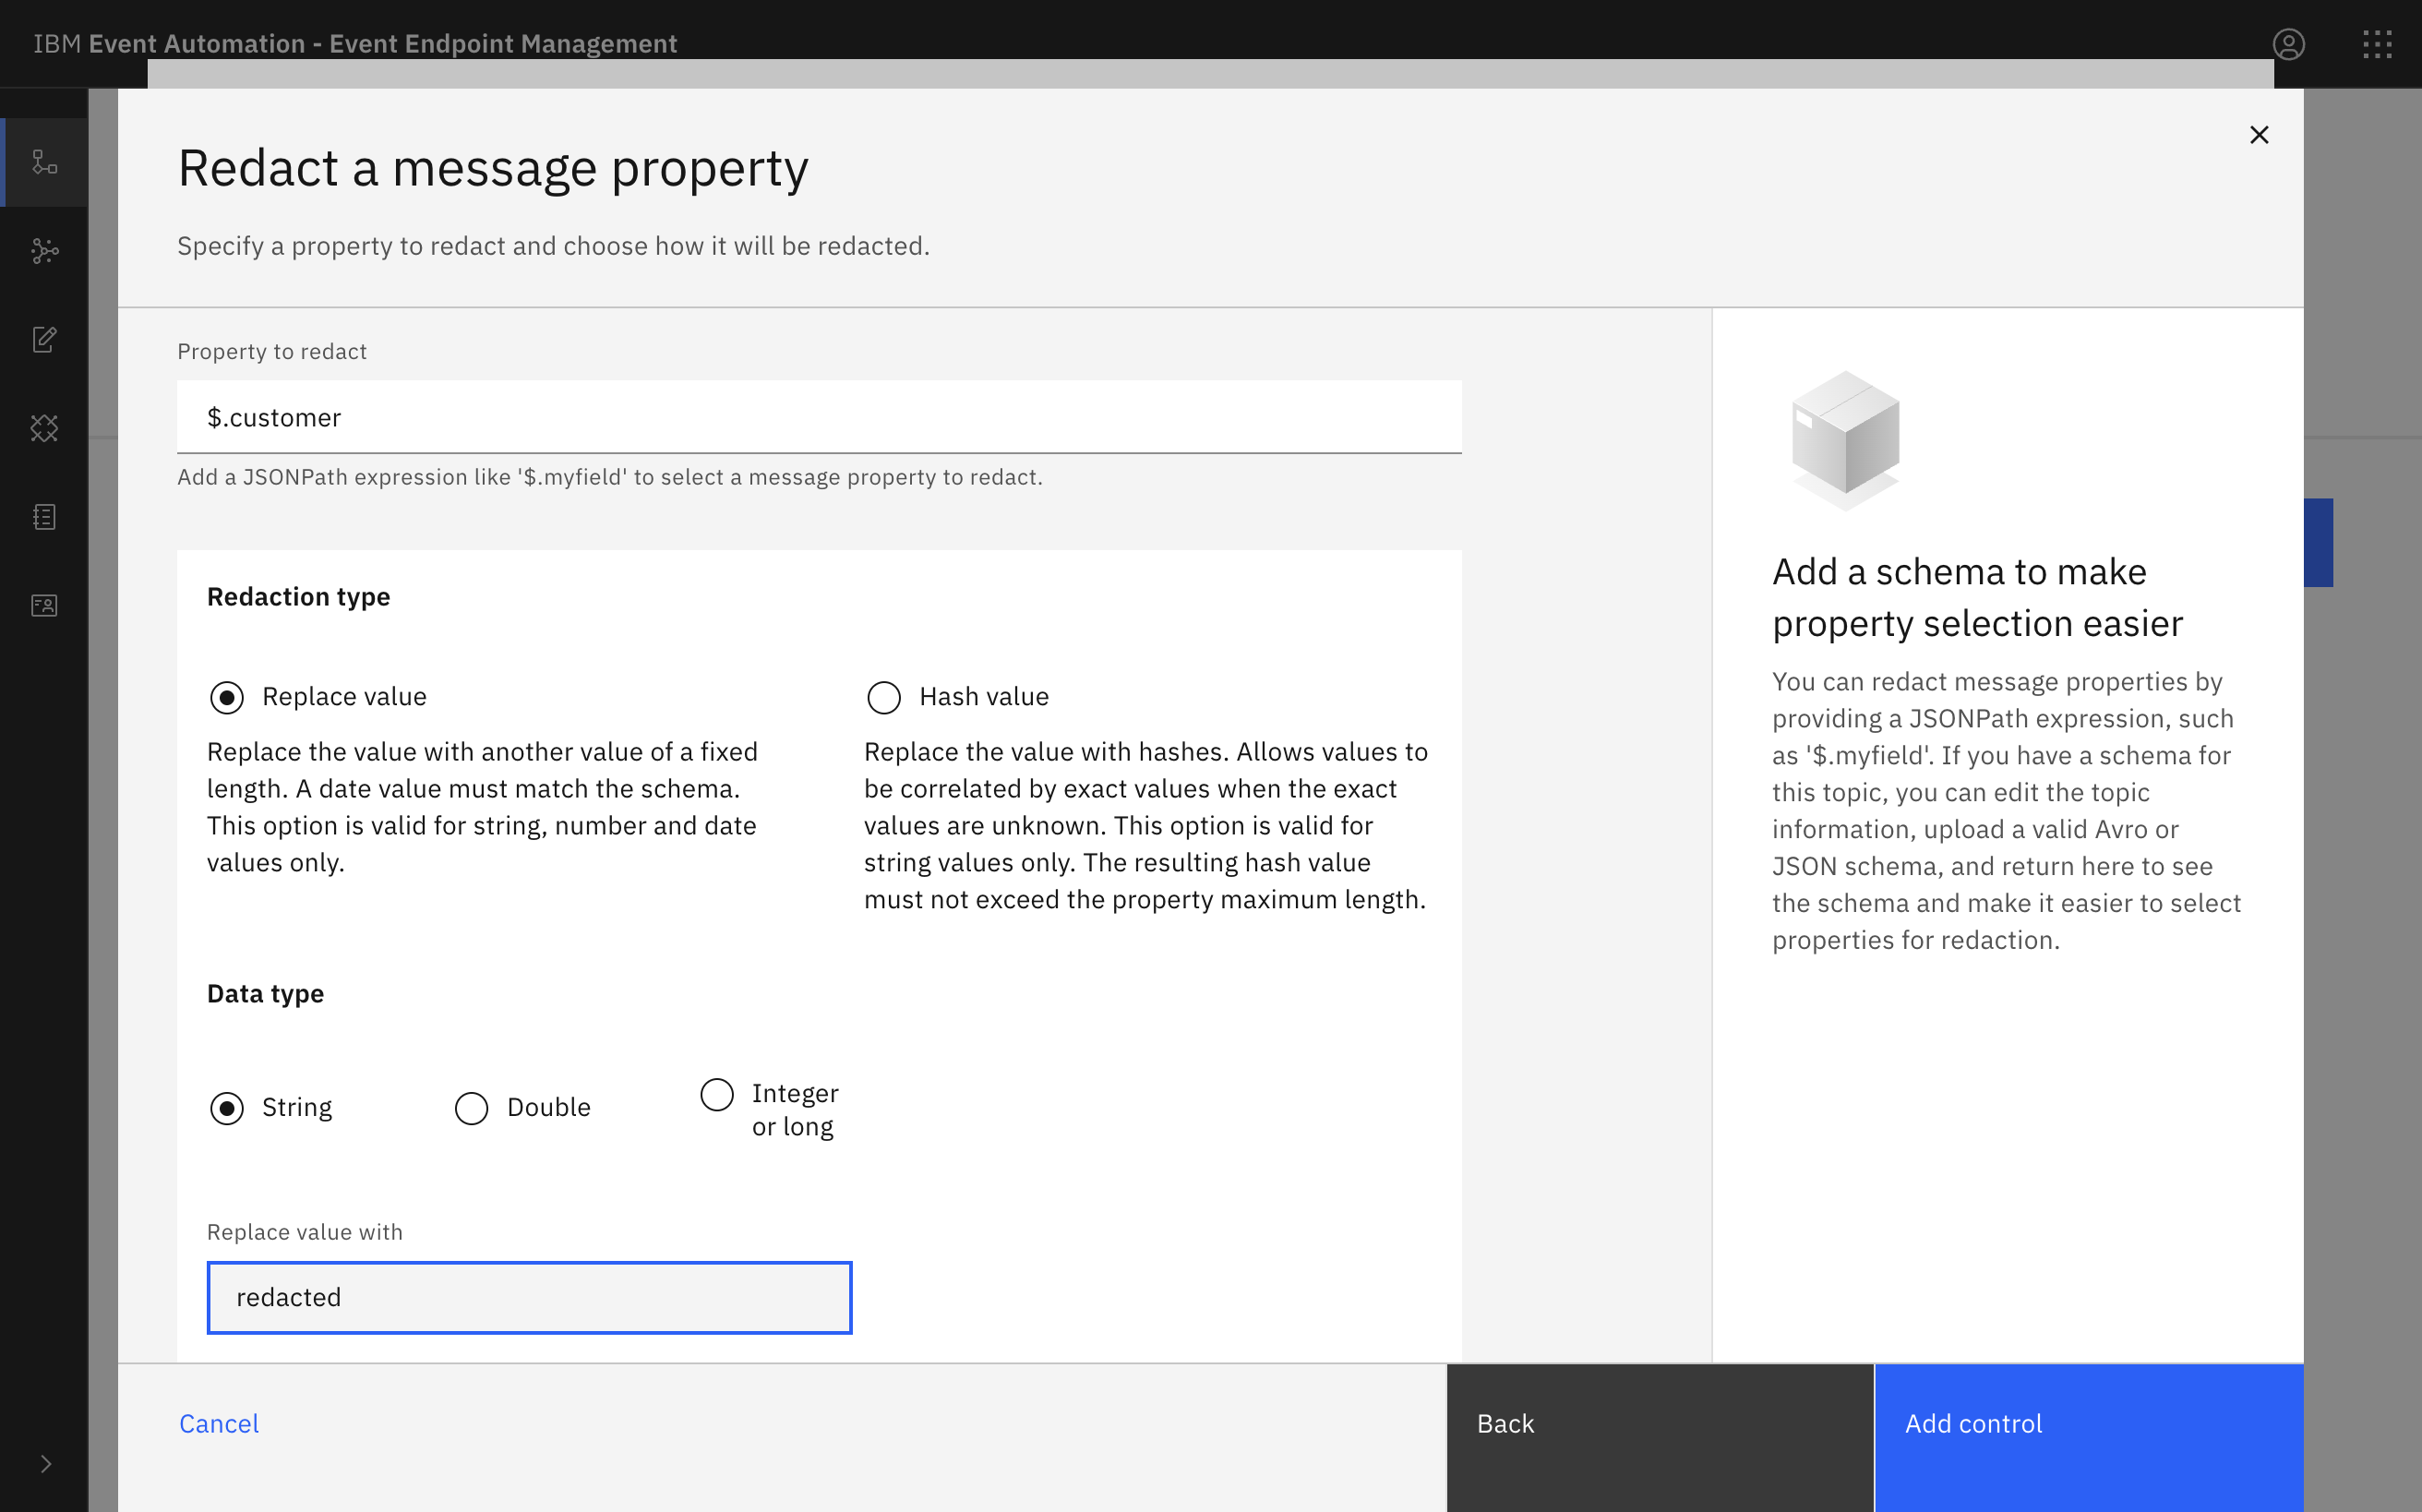 IBM Event Automation - Event Endpoint Management
Redact a message property
Specify a property to redact and choose how it will be redacted.
Property to redact
$.customer
Add a JSONPath expression like '$.myfield' to select a message property to redact.
Redaction type
Replace value
Replace the value with another value of a fixed
length. A date value must match the schema.
This option is valid for string, number and date
values only.
Hash value
Replace the value with hashes. Allows values to
be correlated by exact values when the exact
values are unknown. This option is valid for
string values only. The resulting hash value
must not exceed the property maximum length.
Data type
String
Double
Integer
or long
Replace value with
redacted
Add a schema to make
property selection easier
You can redact message properties by
providing a JSONPath expression, such
as '$.myfield'. If you have a schema for
this topic, you can edit the topic
information, upload a valid Avro or
JSON schema, and return here to see
the schema and make it easier to select
properties for redaction.
Cancel
Back
Add control